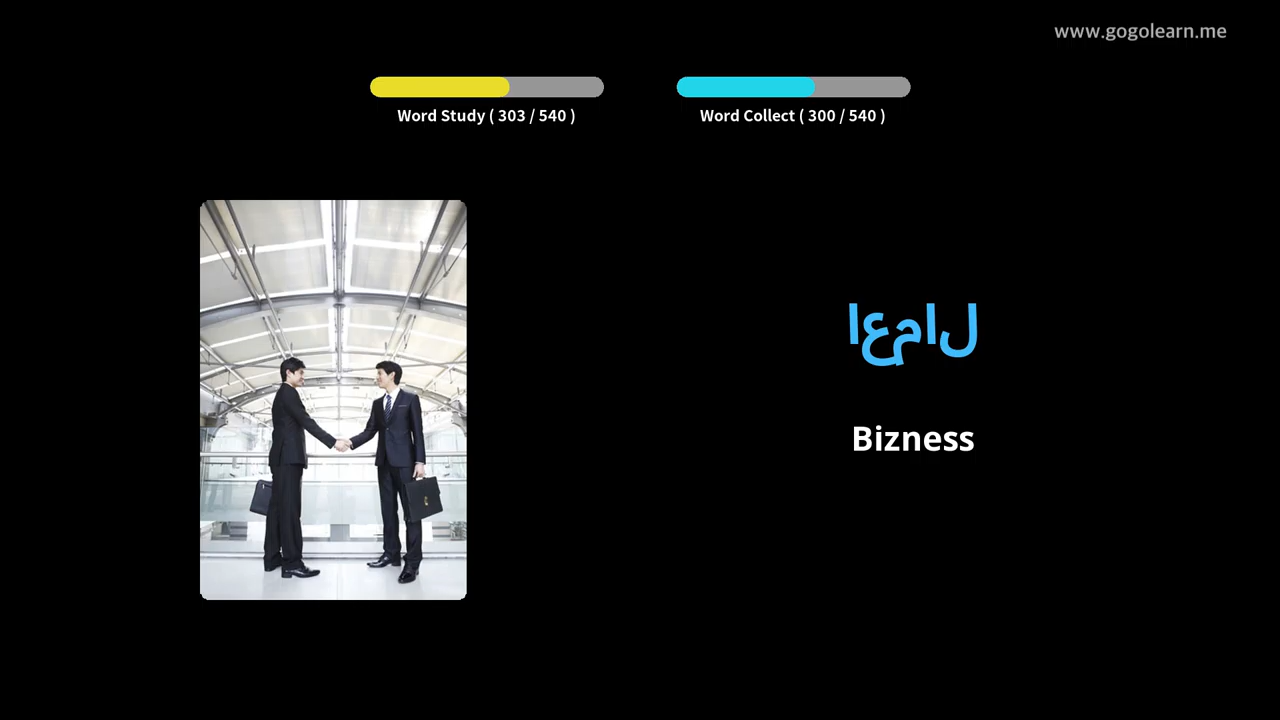 www.gogolearn.me
Word Study ( 303 / 540 )
Word Collect ( 300 / 540 )
اعمال
Bizness